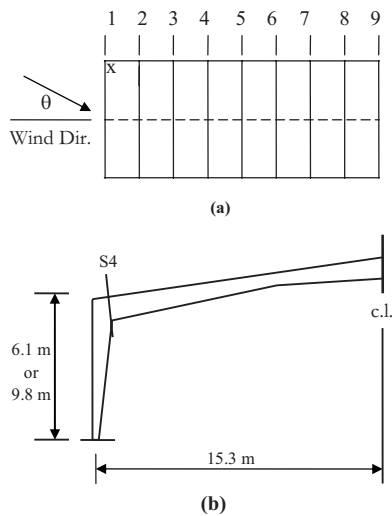 1 2 3 4 5 6 7 8 9
x
θ
Wind Dir.
(a)
S4
c.l.
6.1 m
or
9.8 m
15.3 m
(b)